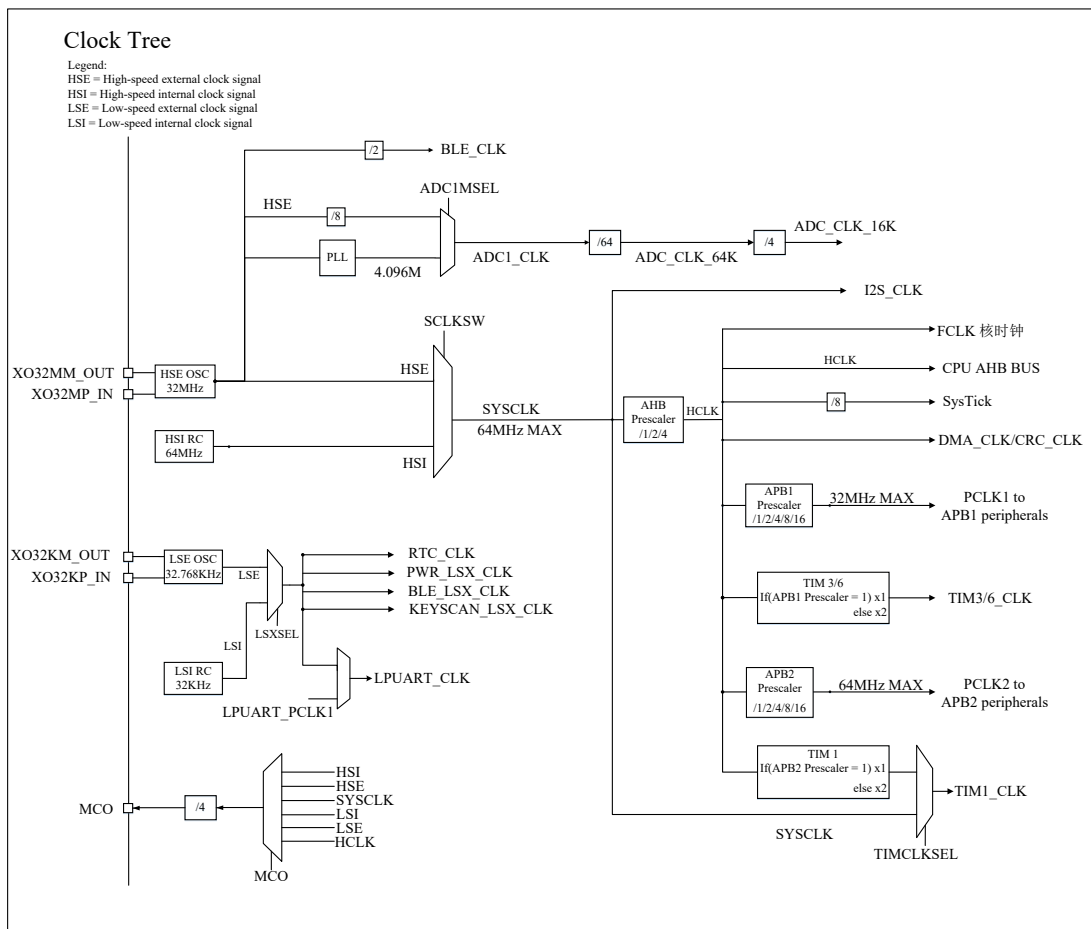 Clock Tree
Legend:
HSE = High-speed external clock signal
HSI = High-speed internal clock signal
LSE = Low-speed external clock signal
LSI = Low-speed internal clock signal
/2
BLE_CLK
ADC1MSEL
HSE
/8
PLL
4.096M
ADC1_CLK
/64
ADC_CLK_64K
/4
ADC_CLK_16K
I2S_CLK
SCLKSW
XO32MM_OUT
XO32MP_IN
HSE OSC
32MHz
HSE
HSI RC
64MHz
HSI
SYSCLK
64MHz MAX
AHB
Prescaler
/1/2/4
HCLK
FCLK 核时钟
HCLK
CPU AHB BUS
/8
SysTick
DMA_CLK/CRC_CLK
APB1
Prescaler
/1/2/4/8/16
32MHz MAX
PCLK1 to
APB1 peripherals
XO32KM_OUT
XO32KP_IN
LSE OSC
32.768KHz
LSE
LSXSEL
RTC_CLK
PWR_LSX_CLK
BLE_LSX_CLK
KEYSCAN_LSX_CLK
LSI
LSI RC
32KHz
LPUART_CLK
LPUART_PCLK1
TIM 3/6
If(APB1 Prescaler = 1) x1
else x2
TIM3/6_CLK
APB2
Prescaler
/1/2/4/8/16
64MHz MAX
PCLK2 to
APB2 peripherals
MCO
/4
HSI
HSE
SYSCLK
LSI
LSE
HCLK
MCO
TIM 1
If(APB2 Prescaler = 1) x1
else x2
TIM1_CLK
SYSCLK
TIMCLKSEL